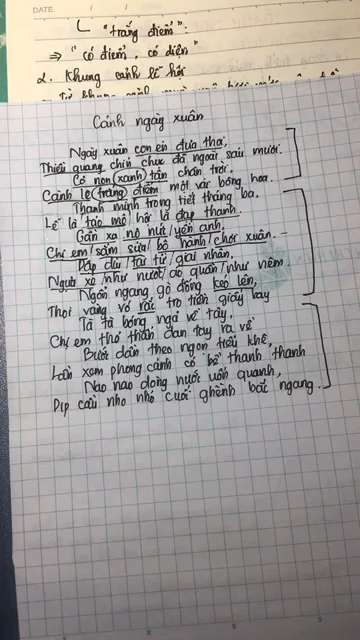 DATE.
"trắng điểm":
⇒ "có điểm, có diện"
2. Khung cảnh lễ hội
Cảnh ngày xuân
Ngày xuân con én đưa thoi,
Thiều quang chín chục đã ngoài sáu mươi.
Cỏ non (xanh) tận chân trời.
Cành lê (trắng) điểm một vài bông hoa.
Thanh minh trong tiết tháng ba.
Lễ là tảo mộ, hội là đạp thanh.
Gần xa nô nức yến anh,
Chị em/sắm sửa/bộ hành/chơi xuân.
Dập dìu/tài tử/giai nhân,
Ngựa xe/như nước/áo quần/như nêm.
Ngổn ngang gò đống kéo lên,
Thoi vàng vó rắc tro tiền giấy bay
Tà tà bóng ngả về tây,
Chị em thơ thẩn dan tay ra về
Bước dần theo ngọn tiểu khê,
Lần xem phong cảnh có bề thanh thanh
Nao nao dòng nước uốn quanh,
Dịp cầu nho nhỏ cuối ghềnh bắc ngang.